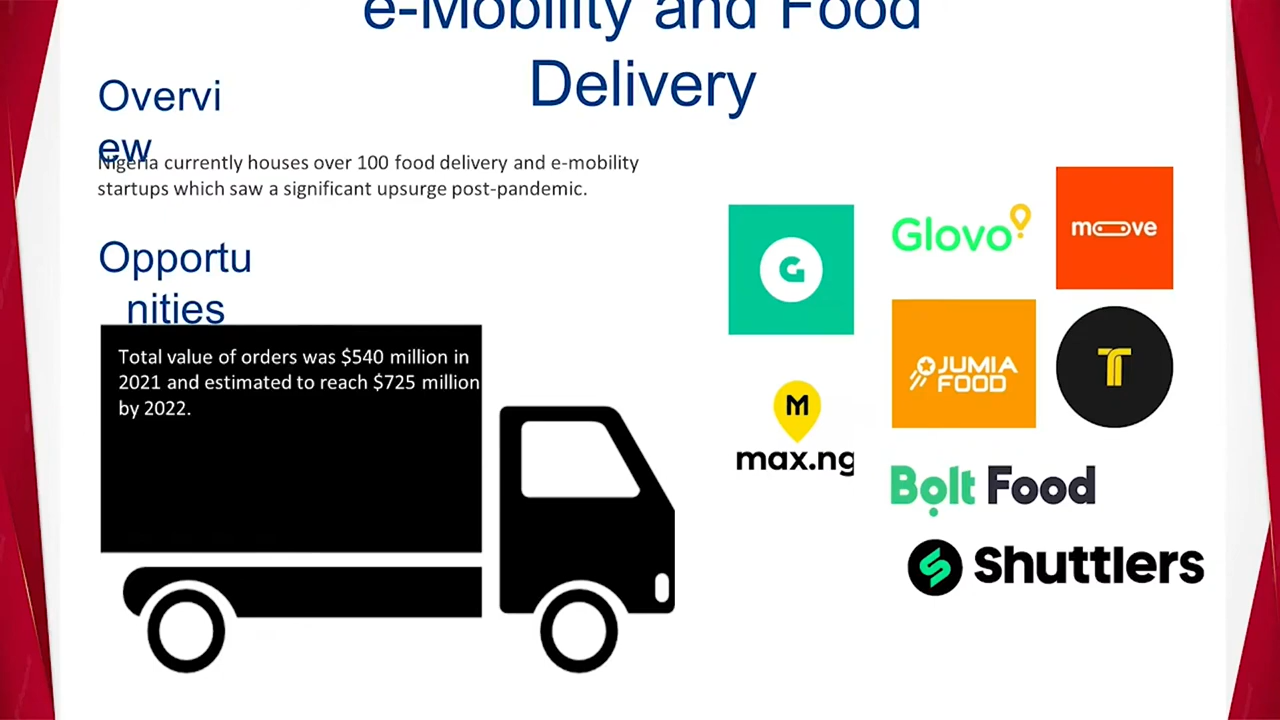 e-Mobility and Food
Delivery
Overvi
ew
Nigeria currently houses over 100 food delivery and e-mobility
startups which saw a significant upsurge post-pandemic.
Opportu
nities
Total value of orders was $540 million in
2021 and estimated to reach $725 million
by 2022.
G
Glovo
moove
JUMIA
FOOD
T
M
max.ng
Bolt Food
Shuttlers